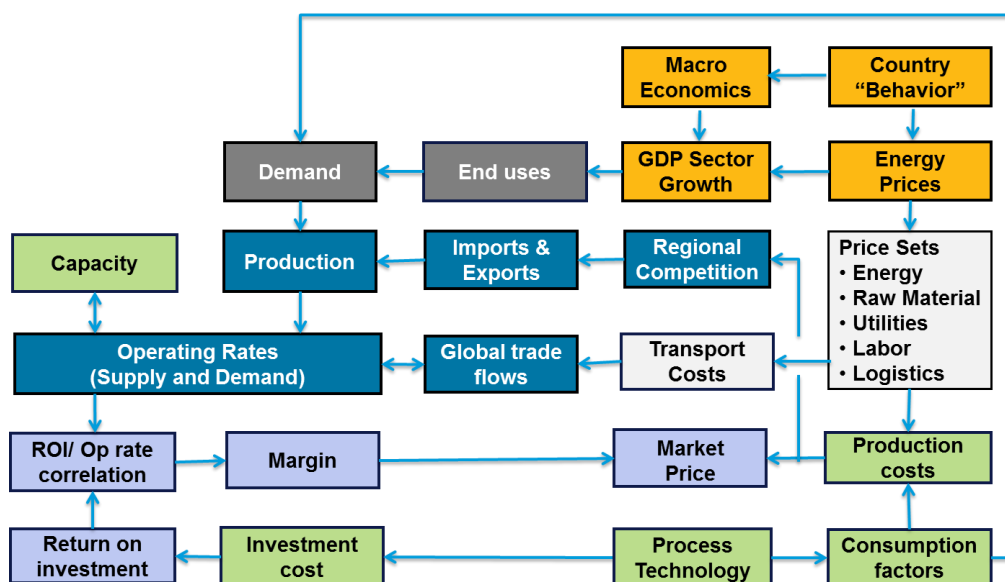 Macro
Economics
Country
“Behavior”
Demand
End uses
GDP Sector
Growth
Energy
Prices
Capacity
Production
Imports &
Exports
Regional
Competition
Price Sets
• Energy
• Raw Material
• Utilities
• Labor
• Logistics
Operating Rates
(Supply and Demand)
Global trade
flows
Transport
Costs
ROI/ Op rate
correlation
Margin
Market
Price
Production
costs
Return on
investment
Investment
cost
Process
Technology
Consumption
factors